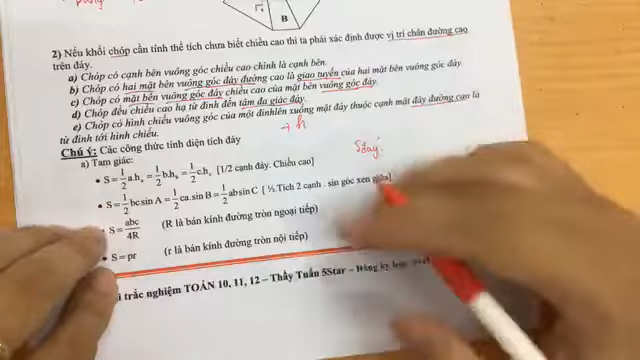 B
2) Nếu khối chóp cần tính thể tích chưa biết chiều cao thì ta phải xác định được vị trí chân đường cao
trên đáy.
a) Chóp có cạnh bên vuông góc chiều cao chính là cạnh bên.
b) Chóp có hai mặt bên vuông góc đáy đường cao là giao tuyến của hai mặt bên vuông góc đáy.
c) Chóp có mặt bên vuông góc đáy chiều cao của mặt bên vuông góc đáy.
d) Chóp đều chiều cao hạ từ đỉnh đến tâm đa giác đáy.
e) Chóp có hình chiếu vuông góc của một đỉnh lên xuống mặt đáy thuộc cạnh mặt đáy đường cao là
từ đỉnh tới hình chiếu.
→ h
Chú ý: Các công thức tính diện tích đáy
Sđáy.
a) Tam giác:
• S = 1/2 a.hₐ = 1/2 b.h_b = 1/2 c.h_c [1/2 cạnh đáy. Chiều cao]
• S = 1/2 bc sin A = 1/2 ca. sin B = 1/2 ab sin C [ ½.Tích 2 cạnh . sin góc xen giữa]
• S = abc/4R (R là bán kính đường tròn ngoại tiếp)
• S = pr (r là bán kính đường tròn nội tiếp)
trắc nghiệm TOÁN 10, 11, 12 – Thầy Tuấn 5Star – Đăng ký học